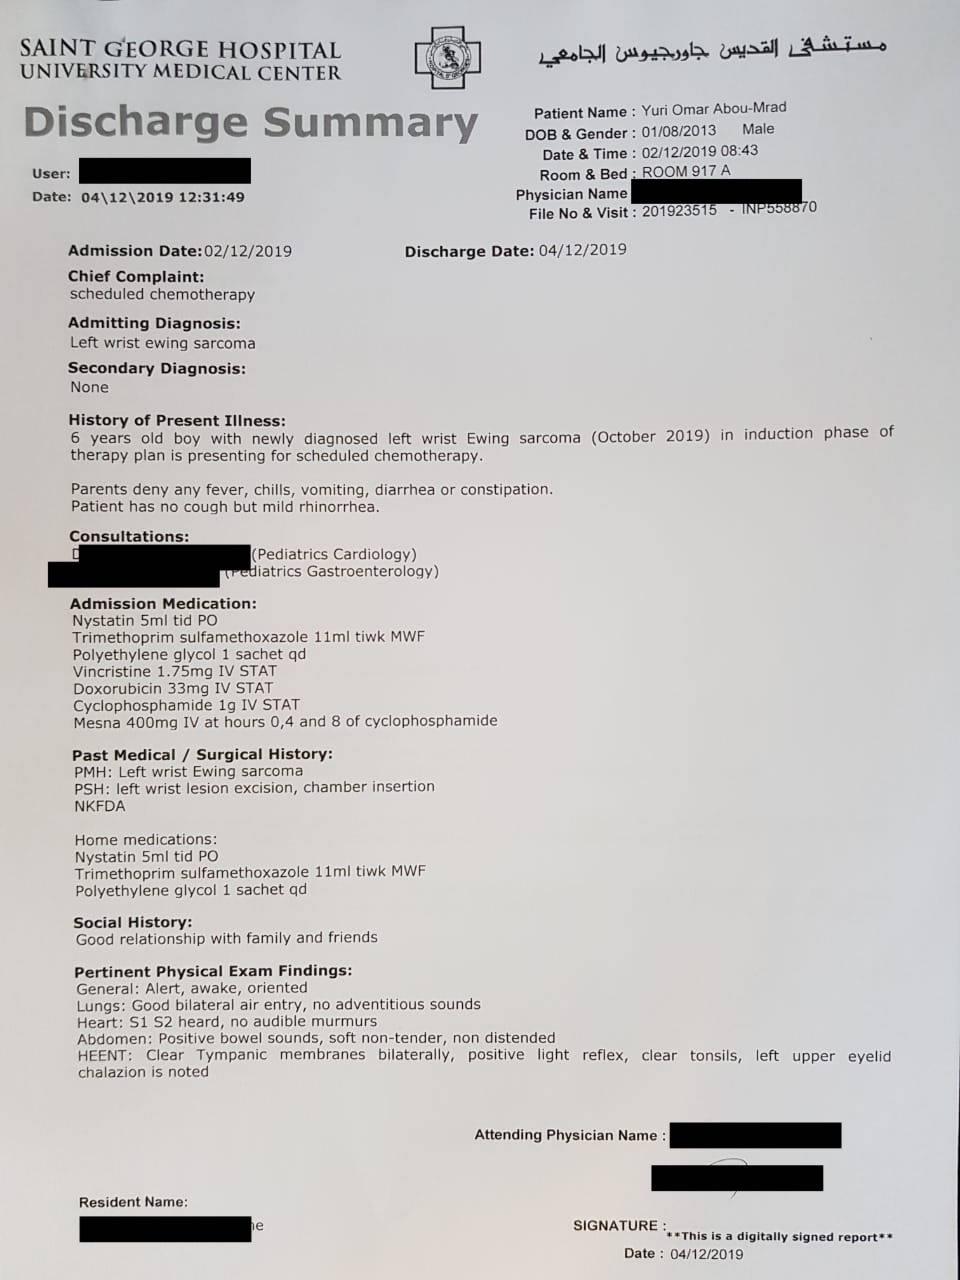 SAINT GEORGE HOSPITAL
UNIVERSITY MEDICAL CENTER
مستشفى القديس جاورجيوس الجامعي
Discharge Summary
Patient Name : Yuri Omar Abou-Mrad
DOB & Gender : 01/08/2013 Male
Date & Time : 02/12/2019 08:43
Room & Bed : ROOM 917 A
Physician Name
File No & Visit : 201923515 - INP558870
User:
Date: 04\12\2019 12:31:49
Admission Date:02/12/2019 Discharge Date: 04/12/2019
Chief Complaint:
scheduled chemotherapy
Admitting Diagnosis:
Left wrist ewing sarcoma
Secondary Diagnosis:
None
History of Present Illness:
6 years old boy with newly diagnosed left wrist Ewing sarcoma (October 2019) in induction phase of
therapy plan is presenting for scheduled chemotherapy.
Parents deny any fever, chills, vomiting, diarrhea or constipation.
Patient has no cough but mild rhinorrhea.
Consultations:
(Pediatrics Cardiology)
(Pediatrics Gastroenterology)
Admission Medication:
Nystatin 5ml tid PO
Trimethoprim sulfamethoxazole 11ml tiwk MWF
Polyethylene glycol 1 sachet qd
Vincristine 1.75mg IV STAT
Doxorubicin 33mg IV STAT
Cyclophosphamide 1g IV STAT
Mesna 400mg IV at hours 0,4 and 8 of cyclophosphamide
Past Medical / Surgical History:
PMH: Left wrist Ewing sarcoma
PSH: left wrist lesion excision, chamber insertion
NKFDA
Home medications:
Nystatin 5ml tid PO
Trimethoprim sulfamethoxazole 11ml tiwk MWF
Polyethylene glycol 1 sachet qd
Social History:
Good relationship with family and friends
Pertinent Physical Exam Findings:
General: Alert, awake, oriented
Lungs: Good bilateral air entry, no adventitious sounds
Heart: S1 S2 heard, no audible murmurs
Abdomen: Positive bowel sounds, soft non-tender, non distended
HEENT: Clear Tympanic membranes bilaterally, positive light reflex, clear tonsils, left upper eyelid
chalazion is noted
Attending Physician Name :
Resident Name:
SIGNATURE :
**This is a digitally signed report**
Date : 04/12/2019